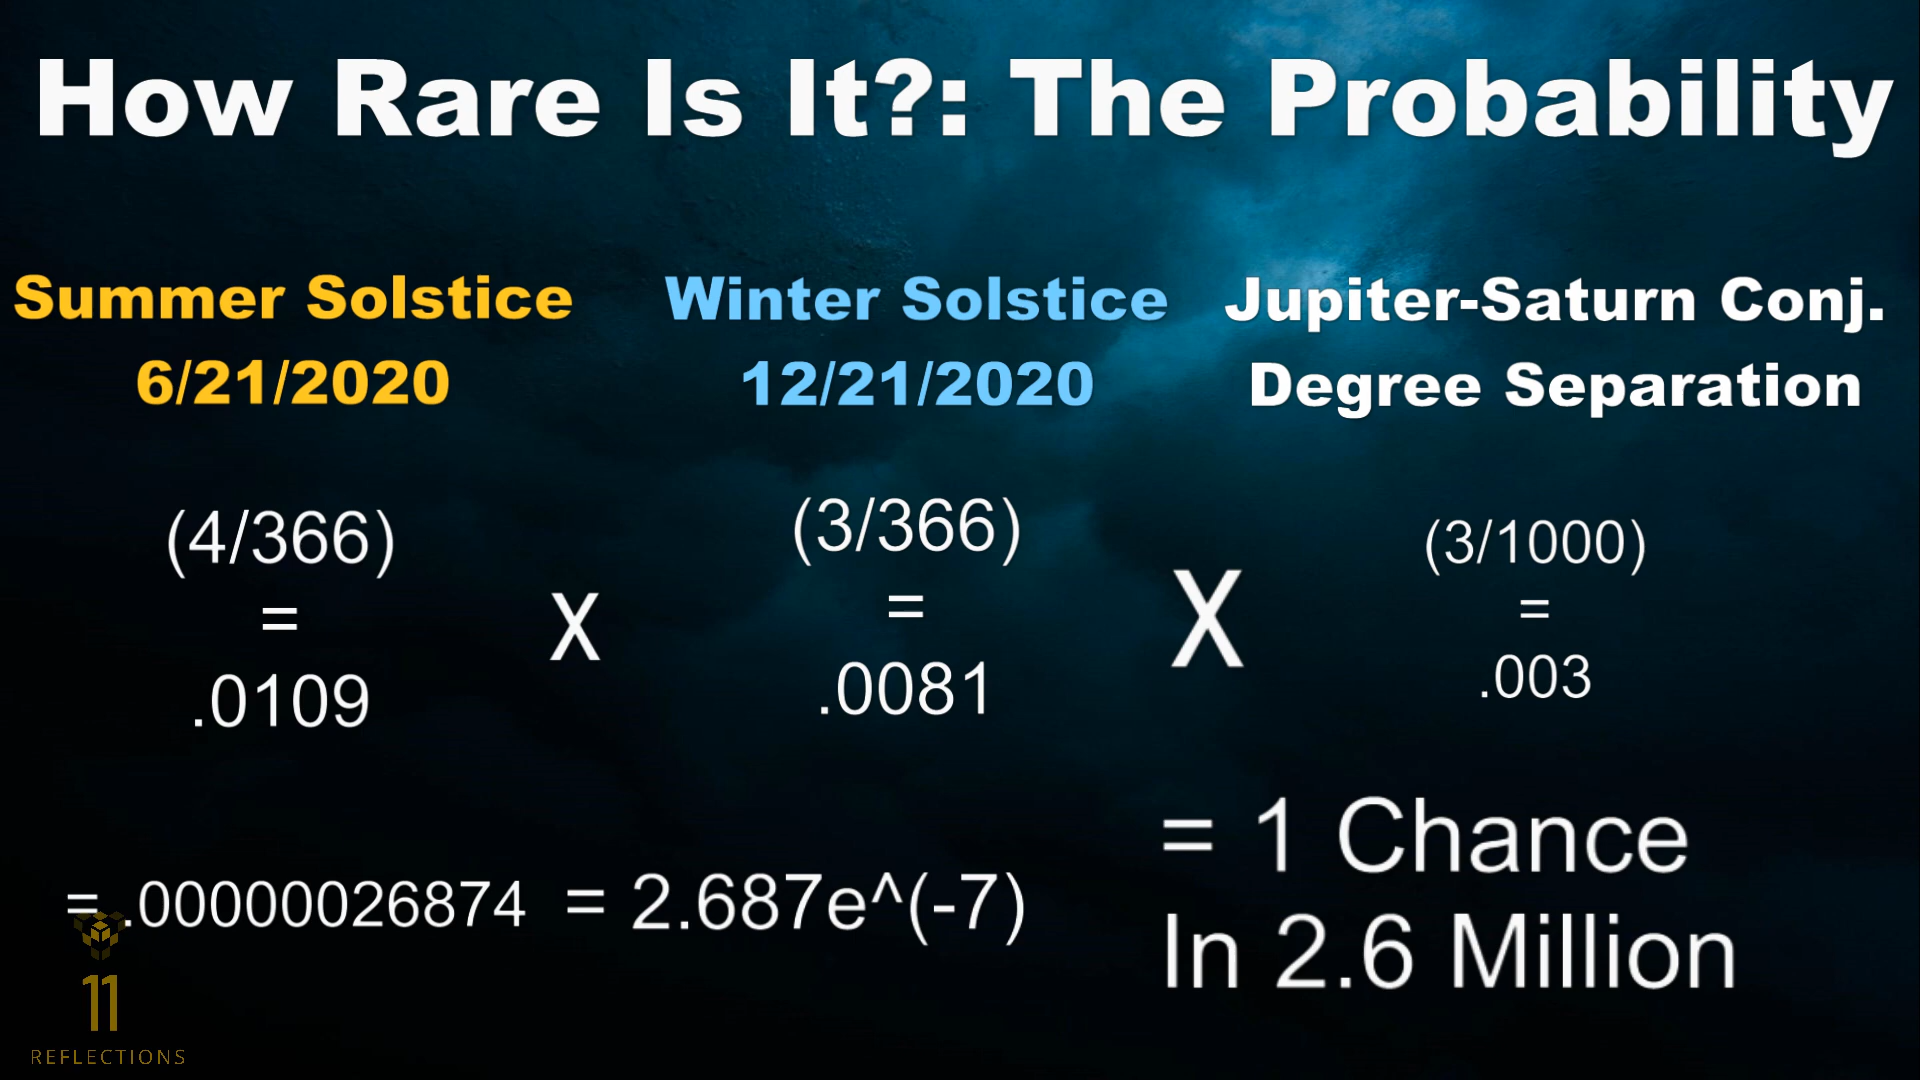 How Rare Is It?: The Probability
Summer Solstice
6/21/2020
Winter Solstice
12/21/2020
Jupiter-Saturn Conj.
Degree Separation
(4/366)
=
.0109
X
(3/366)
=
.0081
X
(3/1000)
=
.003
= .00000026874 = 2.687e^(-7)
= 1 Chance
In 2.6 Million
11
REFLECTIONS